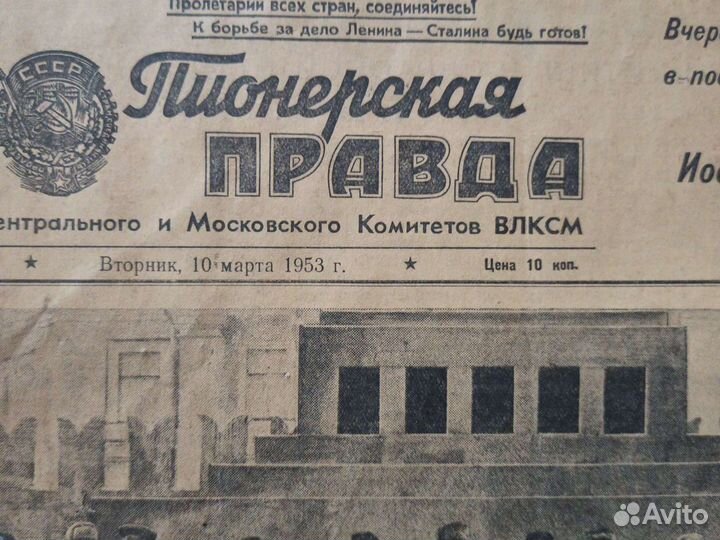 Пролетарии всех стран, соединяйтесь!
К борьбе за дело Ленина — Сталина будь готов!
СССР
Пионерская
ПРАВДА
ентрального и Московского Комитетов ВЛКСМ
★ Вторник, 10 марта 1953 г. ★ Цена 10 коп.
Вчер
в по
Иос
Avito